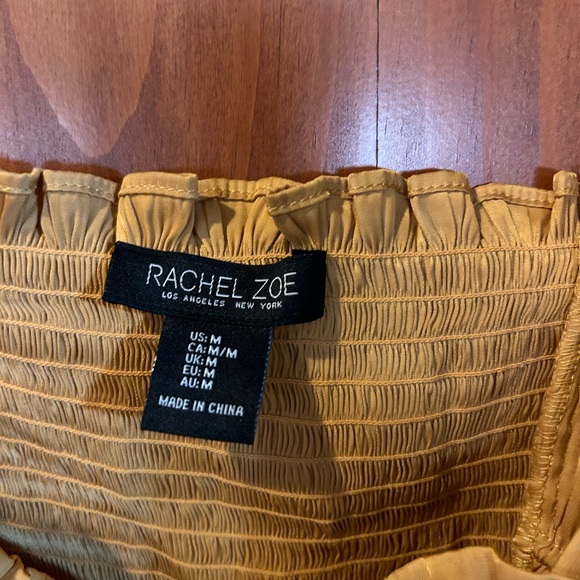 RACHEL ZOE
LOS ANGELES NEW YORK
US: M
CA: M/M
UK: M
EU: M
AU: M
MADE IN CHINA